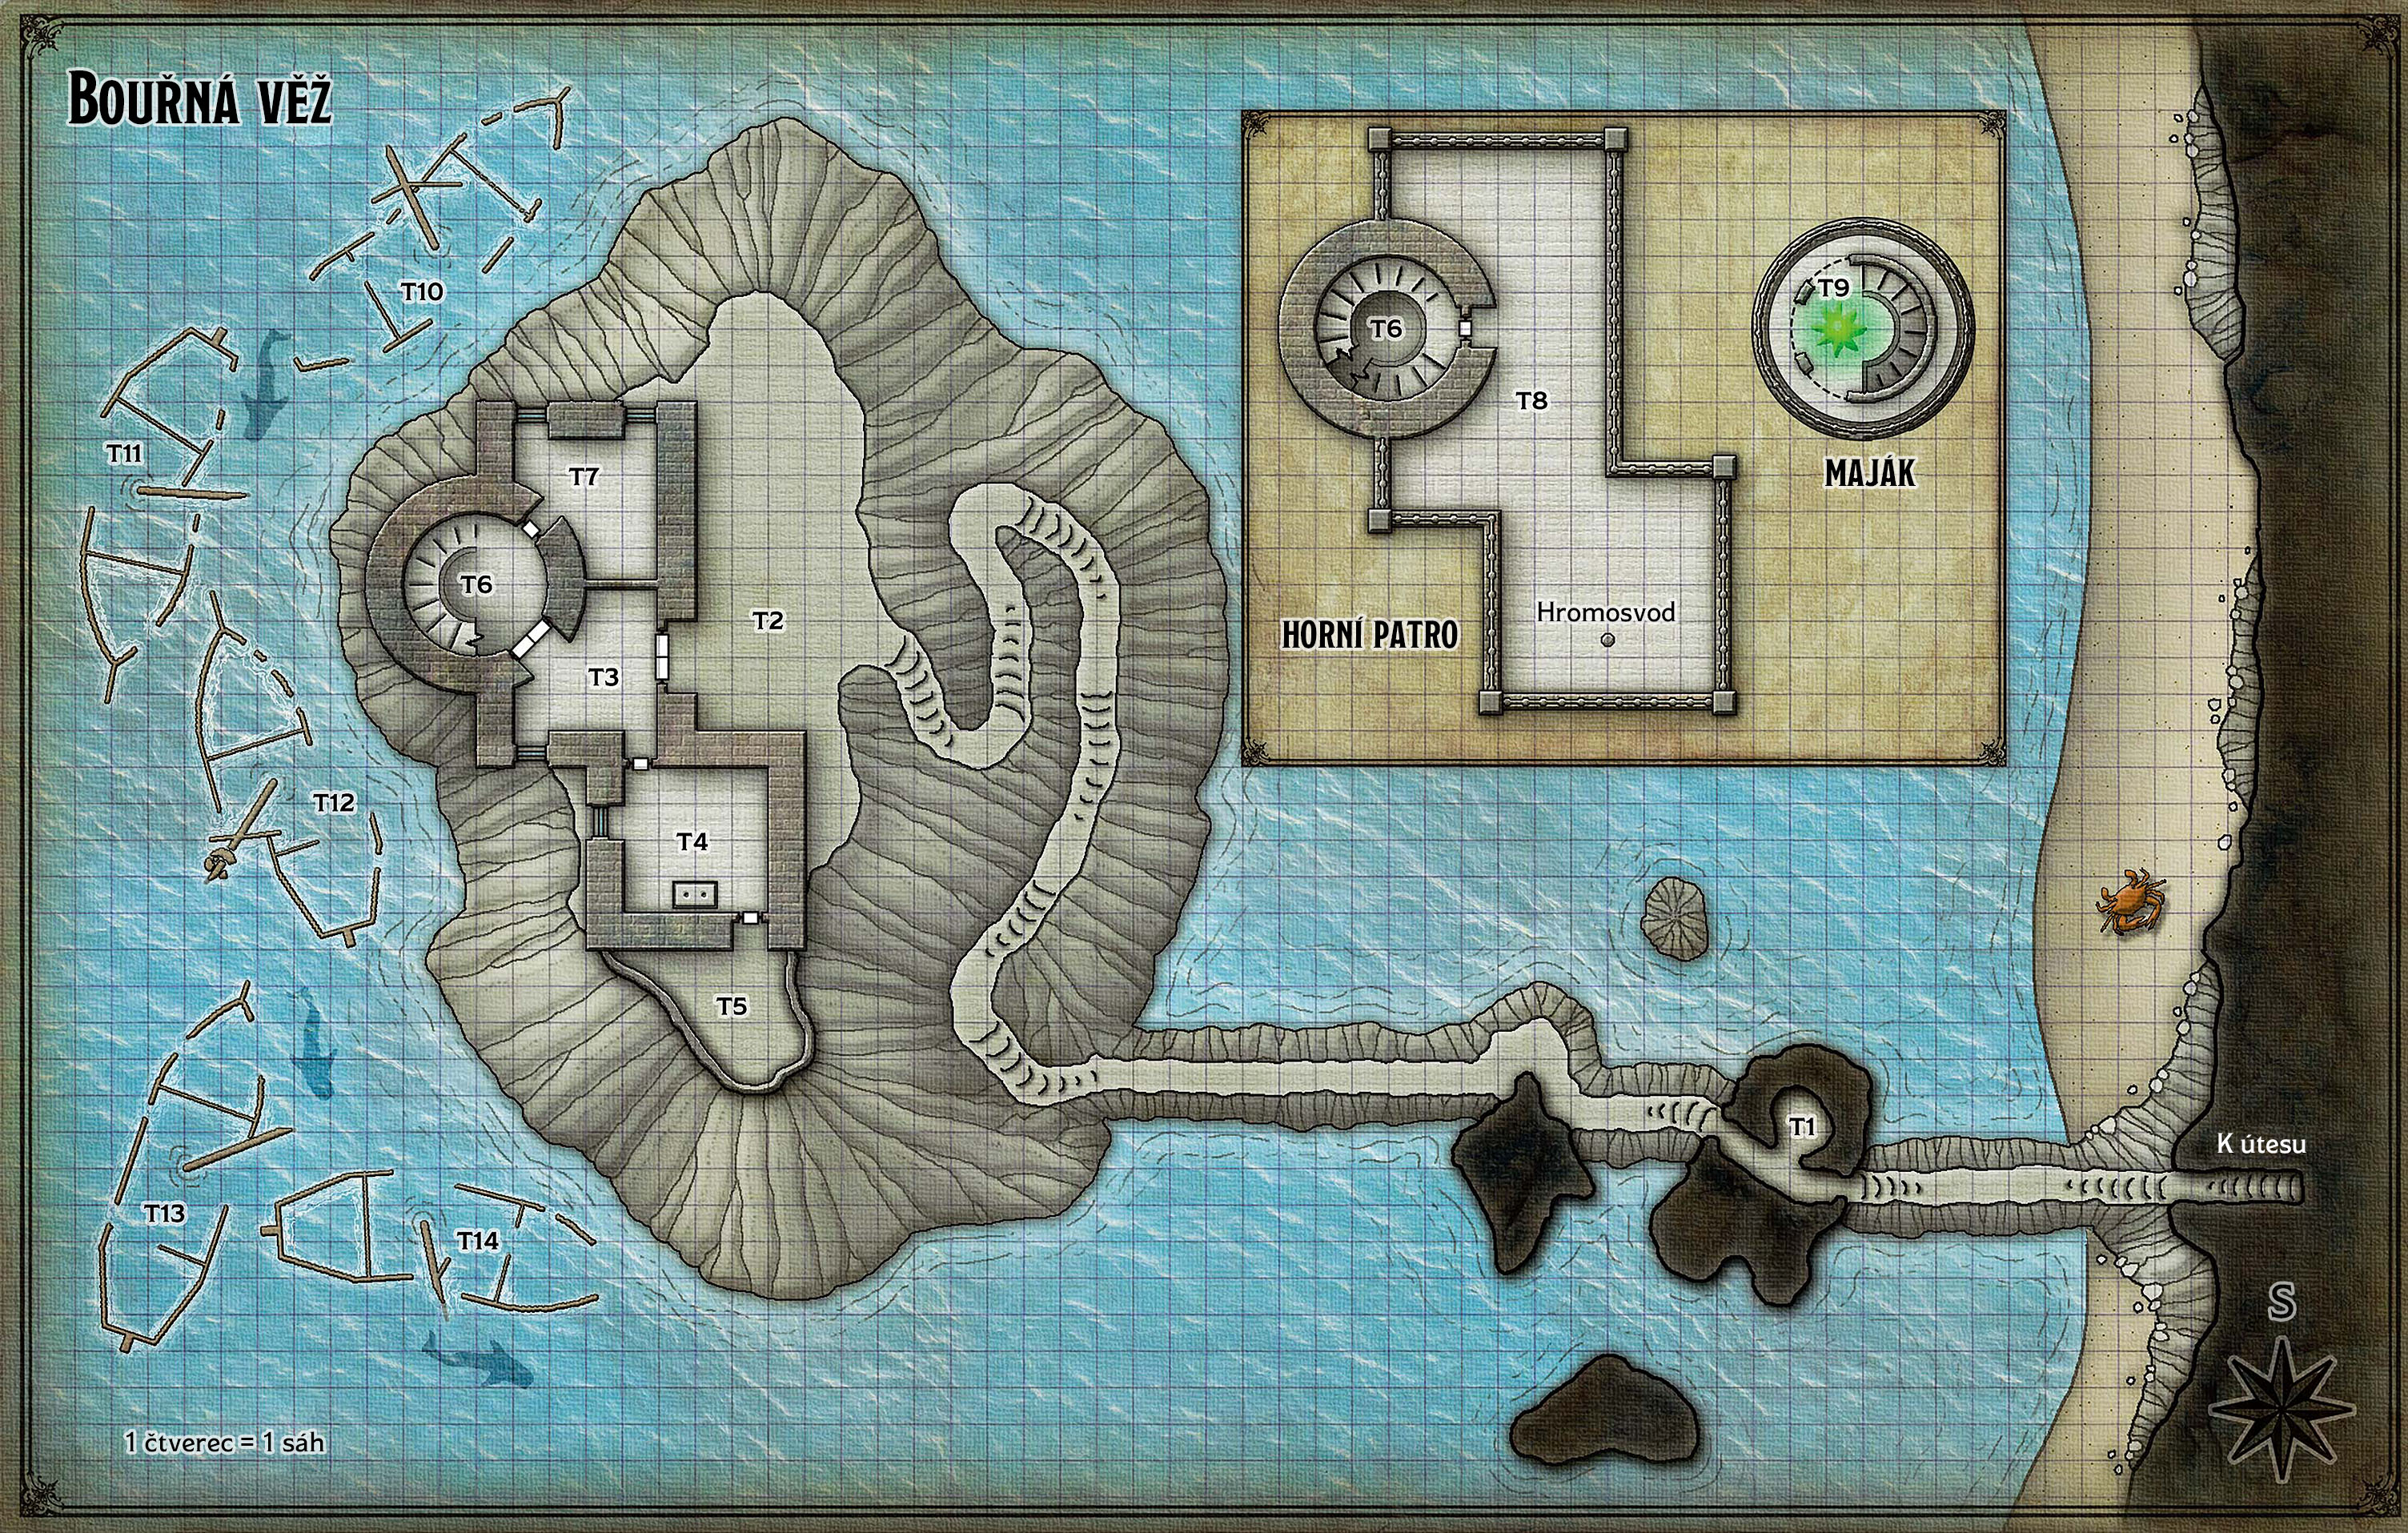 Bouřná věž
T10
T9
T6
T8
T11
MAJÁK
T7
T6
T2
Hromosvod
HORNÍ PATRO
T3
T12
T4
T5
T1
K útesu
T13
T14
S
1 čtverec = 1 sáh